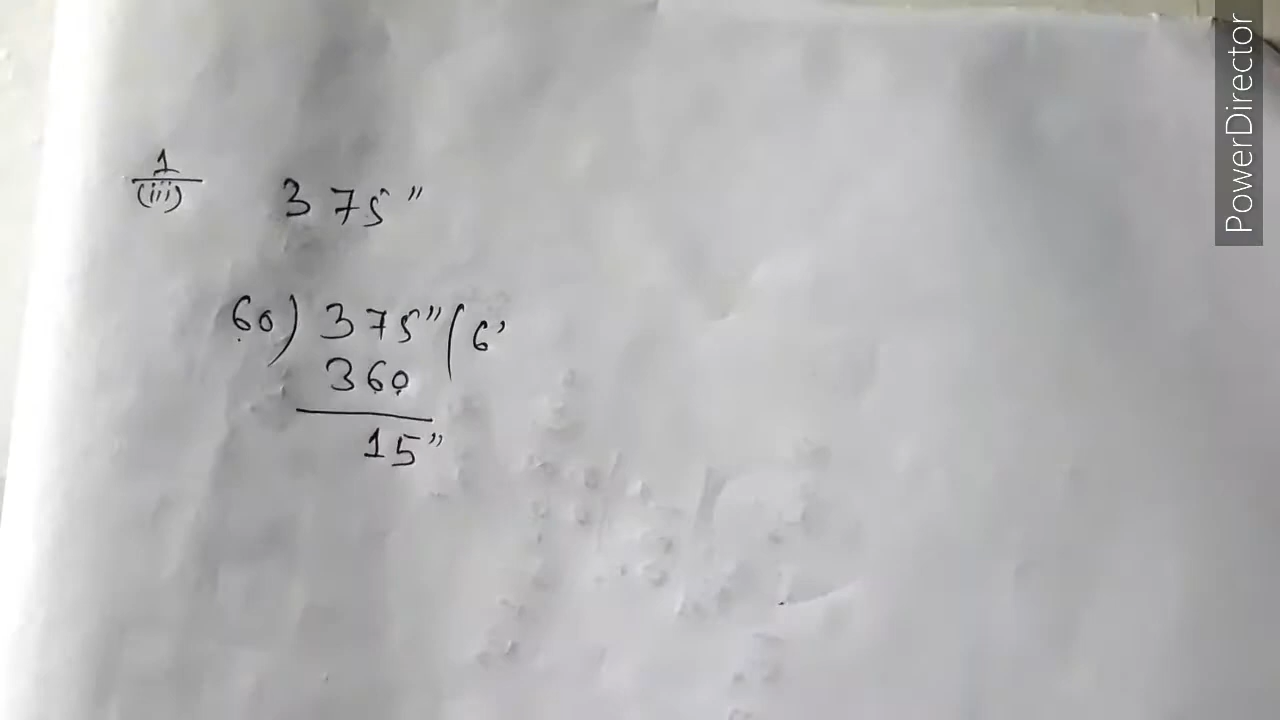 1
(iii) 375"
60) 375" ( 6'
360
15"
PowerDirector